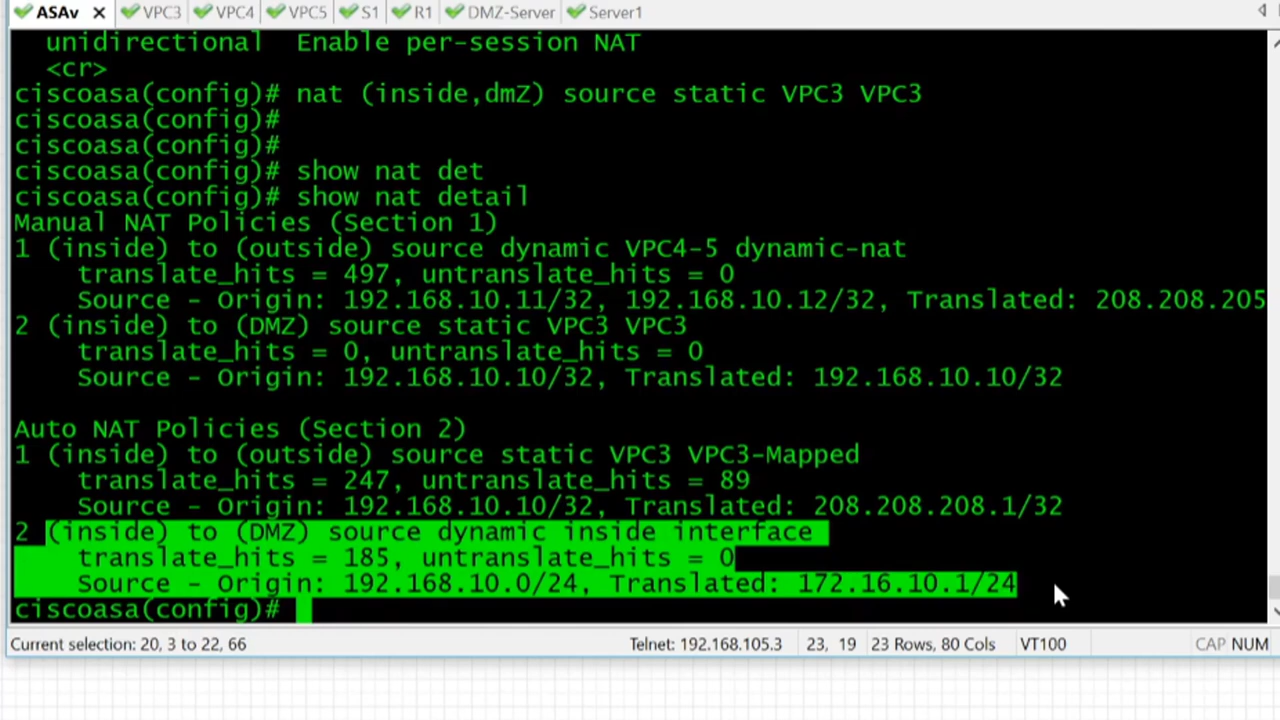 ASAv VPC3 VPC4 VPC5 S1 R1 DMZ-Server Server1
unidirectional Enable per-session NAT
<cr>
ciscoasa(config)# nat (inside,dmZ) source static VPC3 VPC3
ciscoasa(config)#
ciscoasa(config)#
ciscoasa(config)# show nat det
ciscoasa(config)# show nat detail
Manual NAT Policies (Section 1)
1 (inside) to (outside) source dynamic VPC4-5 dynamic-nat
translate_hits = 497, untranslate_hits = 0
Source - Origin: 192.168.10.11/32, 192.168.10.12/32, Translated: 208.208.205
2 (inside) to (DMZ) source static VPC3 VPC3
translate_hits = 0, untranslate_hits = 0
Source - Origin: 192.168.10.10/32, Translated: 192.168.10.10/32
Auto NAT Policies (Section 2)
1 (inside) to (outside) source static VPC3 VPC3-Mapped
translate_hits = 247, untranslate_hits = 89
Source - Origin: 192.168.10.10/32, Translated: 208.208.208.1/32
2 (inside) to (DMZ) source dynamic inside interface
translate_hits = 185, untranslate_hits = 0
Source - Origin: 192.168.10.0/24, Translated: 172.16.10.1/24
ciscoasa(config)#
Current selection: 20, 3 to 22, 66 Telnet: 192.168.105.3 23, 19 23 Rows, 80 Cols VT100 CAP NUM